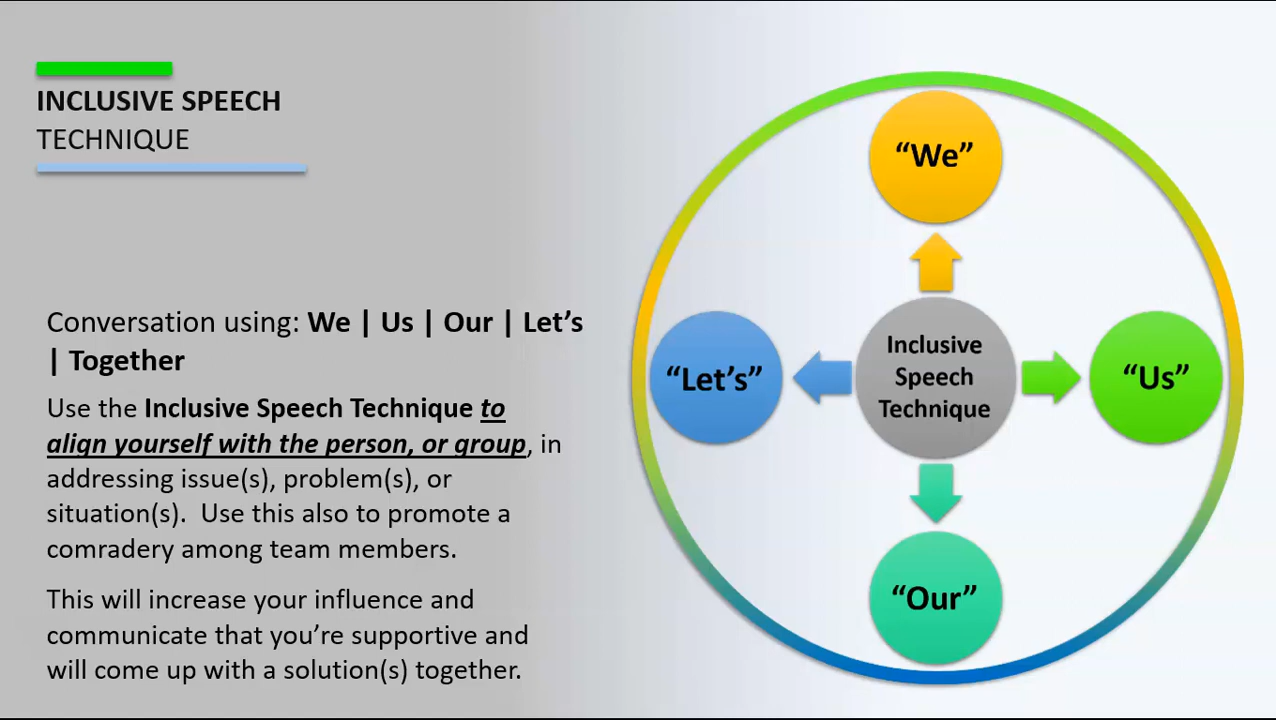 INCLUSIVE SPEECH
TECHNIQUE
Conversation using: We | Us | Our | Let’s
| Together
Use the Inclusive Speech Technique to
align yourself with the person, or group, in
addressing issue(s), problem(s), or
situation(s).  Use this also to promote a
comradery among team members.
This will increase your influence and
communicate that you’re supportive and
will come up with a solution(s) together.
“We”
“Let’s”
Inclusive
Speech
Technique
“Us”
“Our”